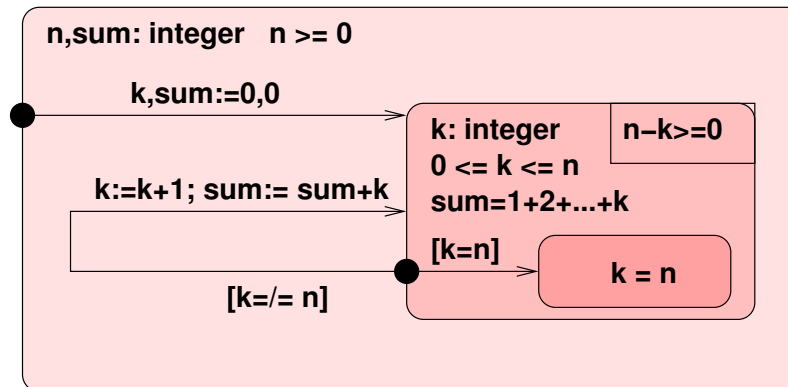 n,sum: integer   n >= 0
k,sum:=0,0
k: integer
n−k>=0
0 <= k <= n
k:=k+1; sum:= sum+k
sum=1+2+...+k
[k=n]
k = n
[k=/= n]